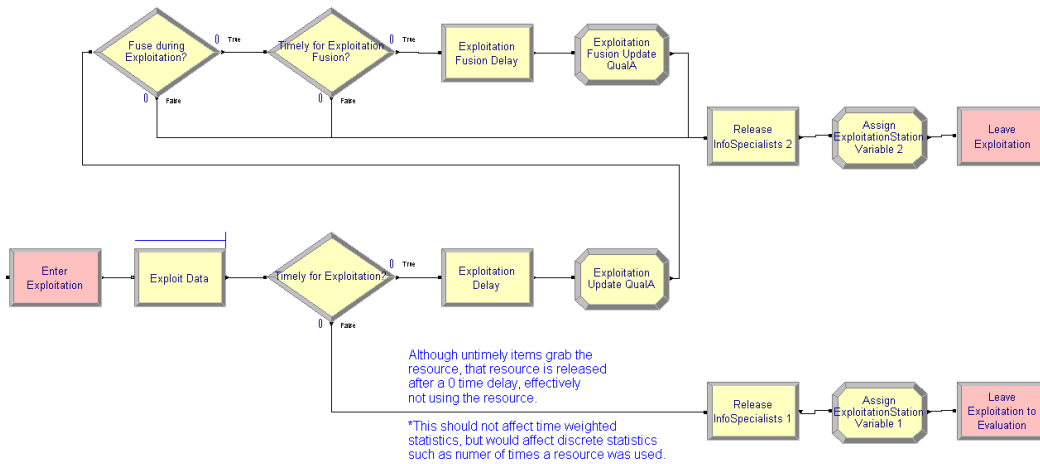 Fuse during
Exploitation?
0
True
0
False
Timely for Exploitation
Fusion?
0
True
0
False
Exploitation
Fusion Delay
Exploitation
Fusion Update
QualA
Release
InfoSpecialists 2
Assign
ExploitationStation
Variable 2
Leave
Exploitation
Enter
Exploitation
Exploit Data
Timely for Exploitation?
0
True
0
False
Exploitation
Delay
Exploitation
Update QualA
Although untimely items grab the
resource, that resource is released
after a 0 time delay, effectively
not using the resource.
*This should not affect time weighted
statistics, but would affect discrete statistics
such as numer of times a resource was used.
Release
InfoSpecialists 1
Assign
ExploitationStation
Variable 1
Leave
Exploitation to
Evaluation